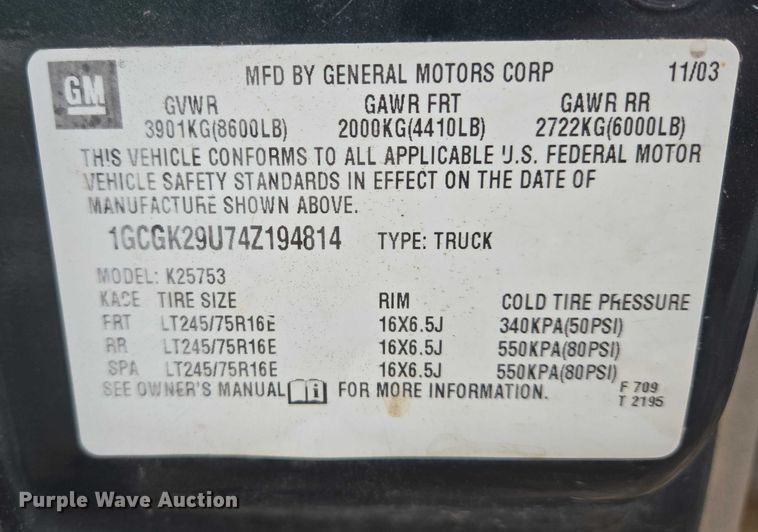 GM
MFD BY GENERAL MOTORS CORP 11/03
GVWR GAWR FRT GAWR RR
3901KG(8600LB) 2000KG(4410LB) 2722KG(6000LB)
THIS VEHICLE CONFORMS TO ALL APPLICABLE U.S. FEDERAL MOTOR
VEHICLE SAFETY STANDARDS IN EFFECT ON THE DATE OF
MANUFACTURE SHOWN ABOVE.
1GCGK29U74Z194814 TYPE: TRUCK
MODEL: K25753
KACE TIRE SIZE RIM COLD TIRE PRESSURE
FRT LT245/75R16E 16X6.5J 340KPA(50PSI)
RR LT245/75R16E 16X6.5J 550KPA(80PSI)
SPA LT245/75R16E 16X6.5J 550KPA(80PSI)
SEE OWNER'S MANUAL i FOR MORE INFORMATION.
F 709
T 2195
Purple Wave Auction